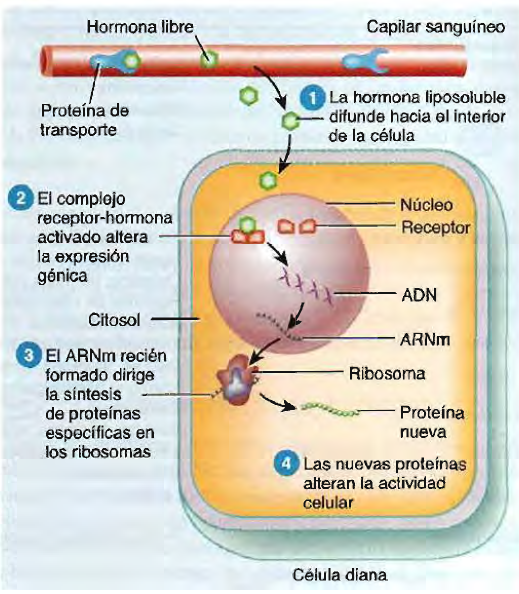 Hormona libre
Capilar sanguíneo
Proteína de
transporte
1 La hormona liposoluble
difunde hacia el interior
de la célula
2 El complejo
receptor-hormona
activado altera
la expresión
génica
Núcleo
Receptor
ADN
Citosol
ARNm
3 El ARNm recién
formado dirige
la síntesis
de proteínas
específicas en
los ribosomas
Ribosoma
Proteína
nueva
4 Las nuevas proteínas
alteran la actividad
celular
Célula diana